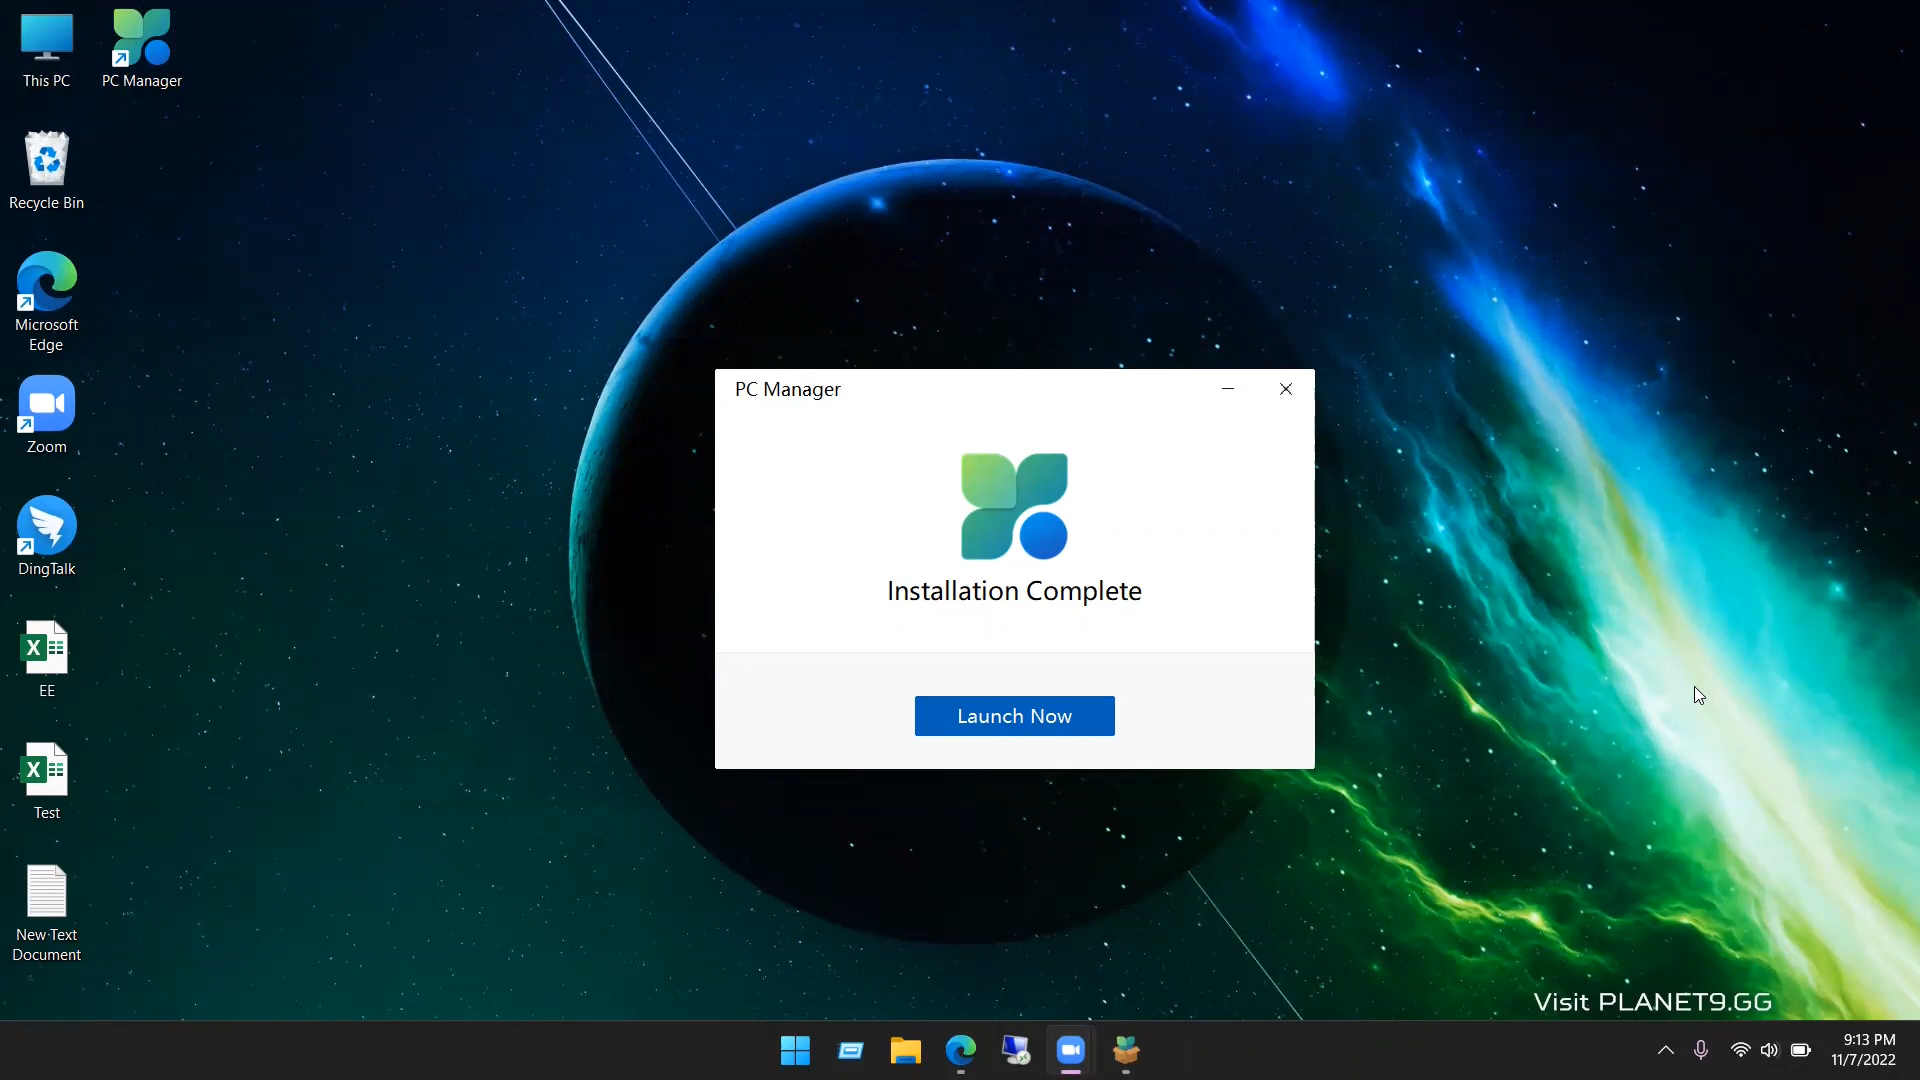 This PC
PC Manager
Recycle Bin
Microsoft
Edge
Zoom
DingTalk
EE
Test
New Text
Document
PC Manager
Installation Complete
Launch Now
Visit PLANET9.GG
9:13 PM
11/7/2022